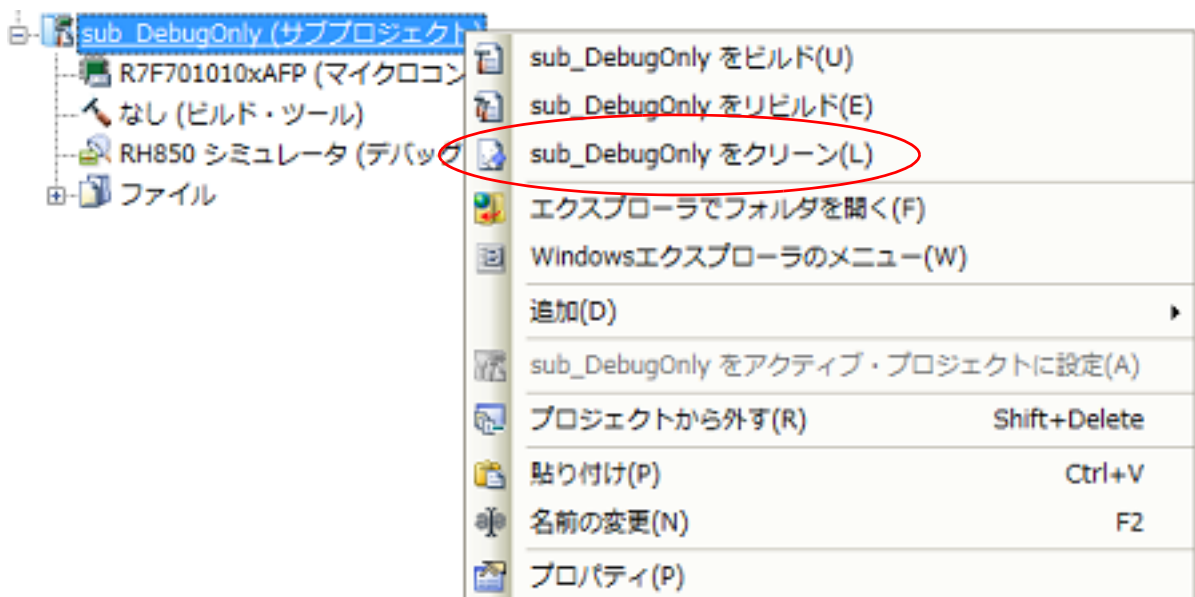 sub_DebugOnly (サブプロジェクト)
R7F701010xAFP (マイクロコン
なし (ビルド・ツール)
RH850 シミュレータ (デバッグ
ファイル
sub_DebugOnly をビルド(U)
sub_DebugOnly をリビルド(E)
sub_DebugOnly をクリーン(L)
エクスプローラでフォルダを開く(F)
Windowsエクスプローラのメニュー(W)
追加(D)
sub_DebugOnly をアクティブ・プロジェクトに設定(A)
プロジェクトから外す(R) Shift+Delete
貼り付け(P) Ctrl+V
名前の変更(N) F2
プロパティ(P)